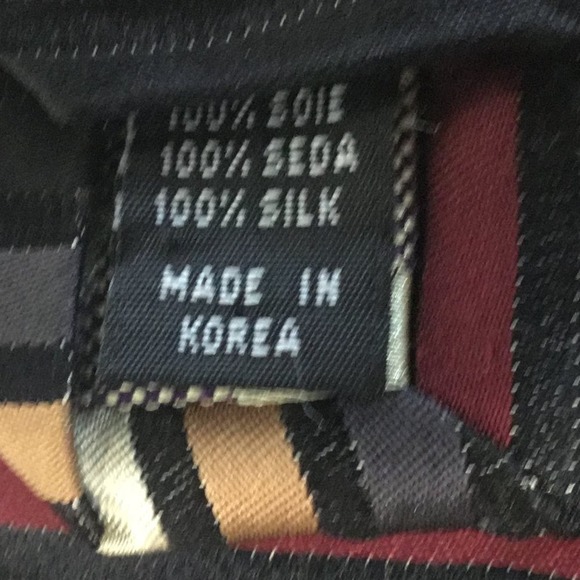 100% SOIE
100% SEDA
100% SILK
MADE IN
KOREA